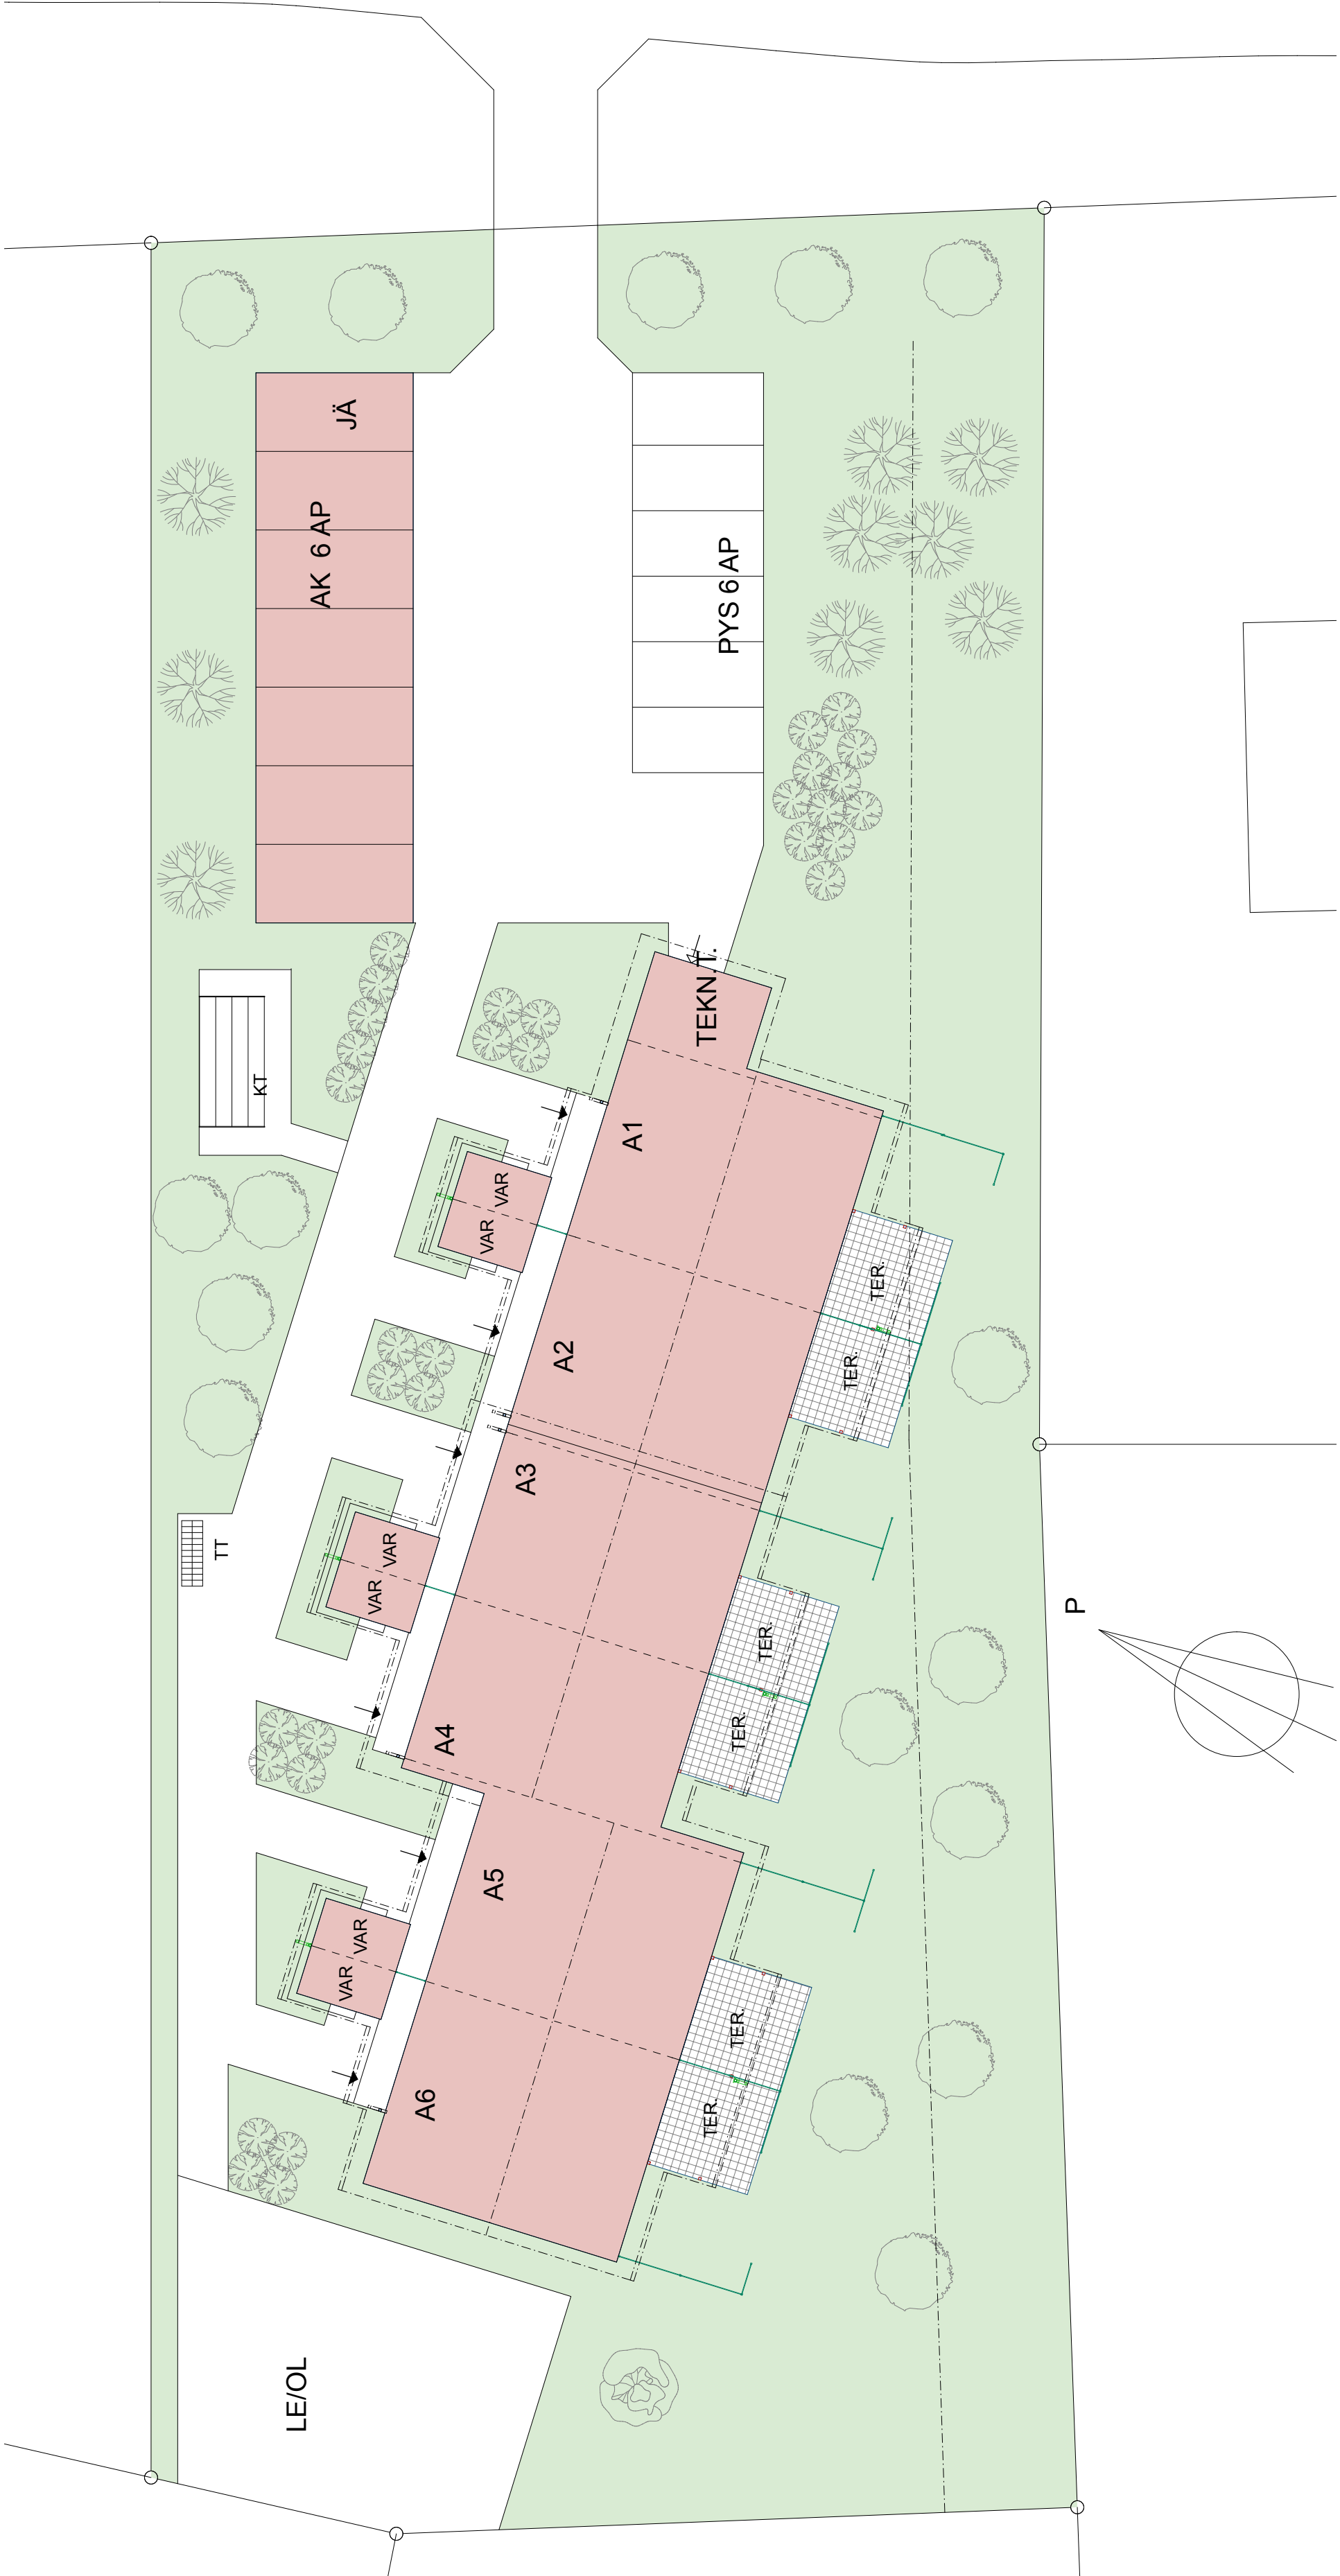 JÄ
AK 6 AP
PYS 6 AP
TEKN.T.
KT
A1
VAR
VAR
TER.
A2
TER.
A3
TT
VAR
VAR
P
TER.
A4
TER.
A5
VAR
VAR
TER.
A6
TER.
LE/OL